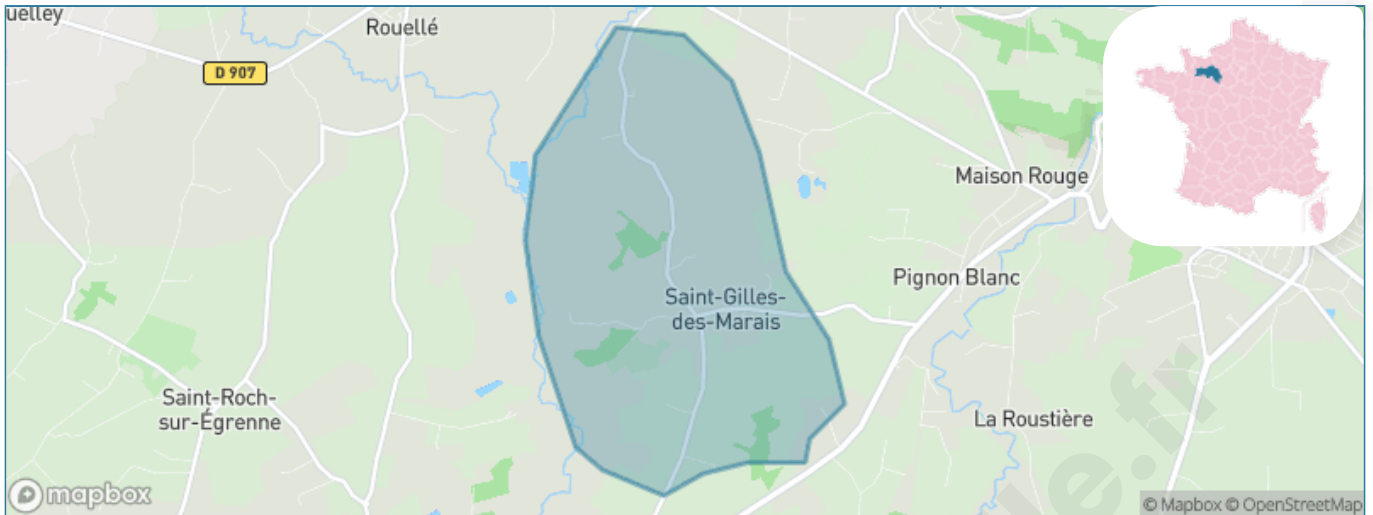 Rouellé
D 907
Maison Rouge
Pignon Blanc
Saint-Gilles-
des-Marais
Saint-Roch-
sur-Égrenne
La Roustière
mapbox
© Mapbox © OpenStreetMap